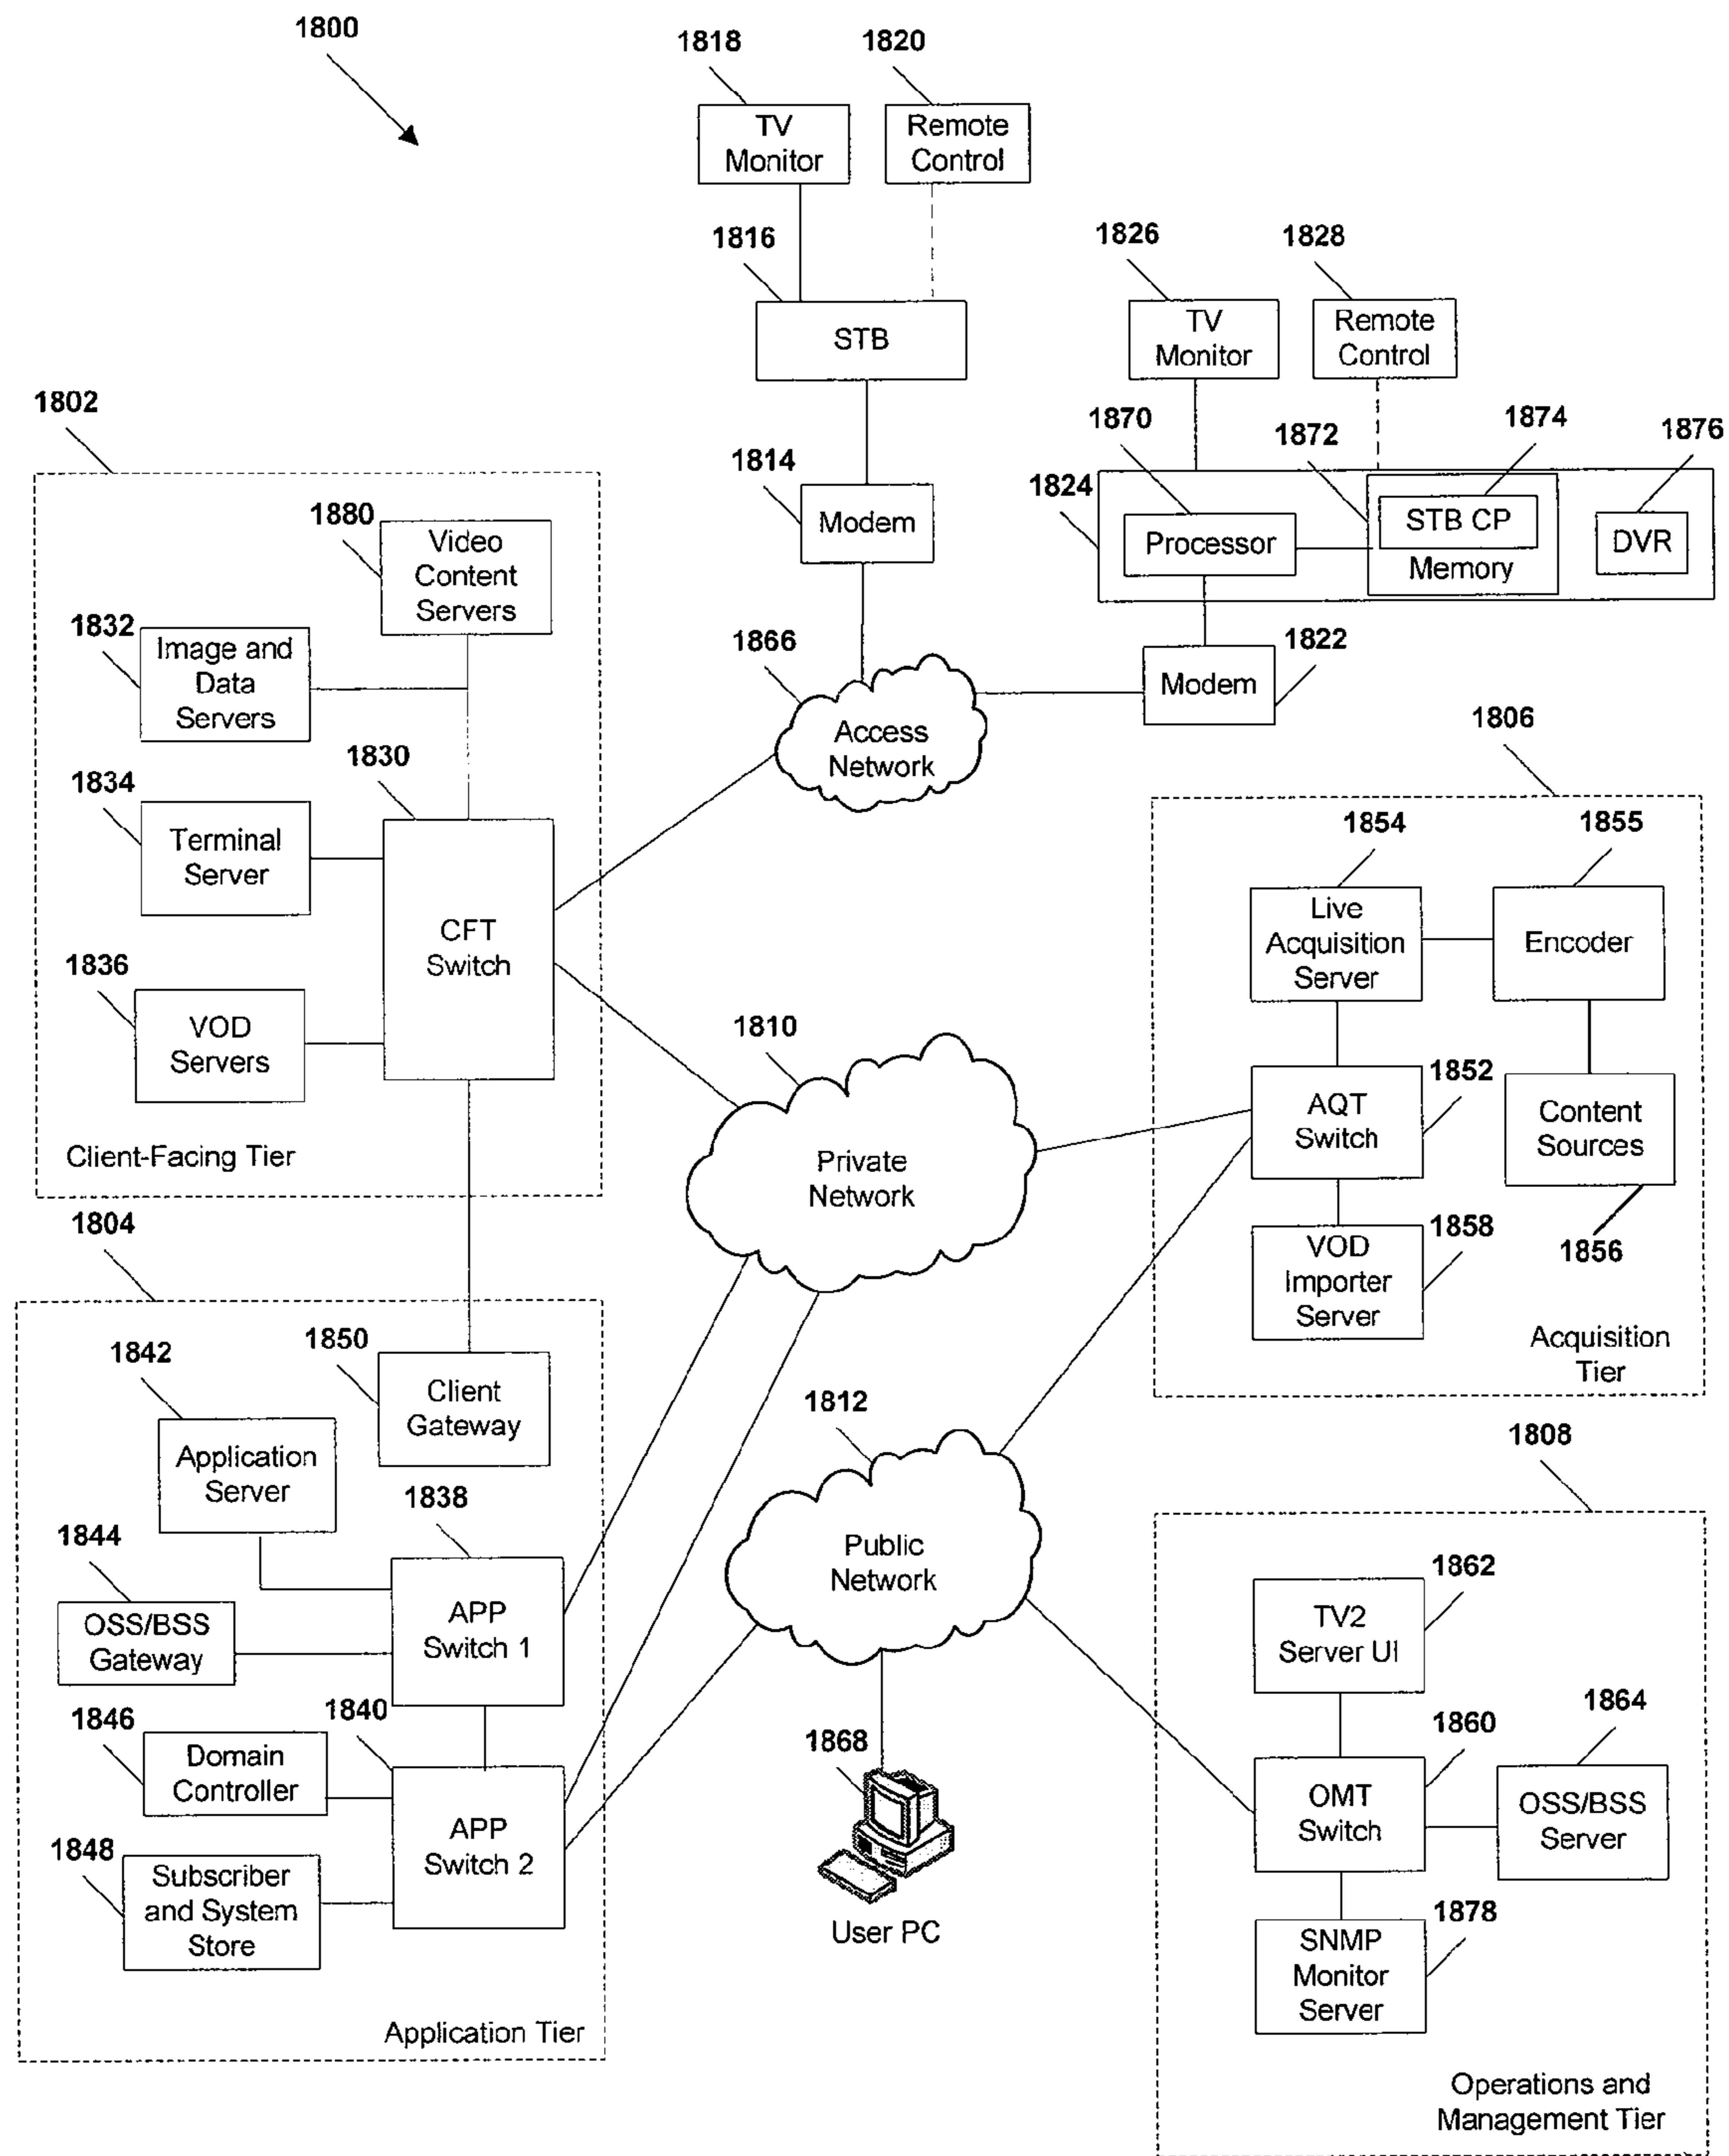 1800
1818
1820
TV
Monitor
Remote
Control
1816
STB
1826
1828
TV
Monitor
Remote
Control
1802
1814
Modem
1870
1872
1874
1876
1824
Processor
STB CP
Memory
DVR
1880
Video
Content
Servers
1832
Image and
Data
Servers
1866
Access
Network
Modem
1822
1834
Terminal
Server
1830
CFT
Switch
1836
VOD
Servers
Client-Facing Tier
1806
1854
1855
Live
Acquisition
Server
Encoder
1810
Private
Network
1852
AQT
Switch
Content
Sources
1856
1858
VOD
Importer
Server
Acquisition
Tier
1804
1842
1850
Client
Gateway
Application
Server
1838
1844
OSS/BSS
Gateway
APP
Switch 1
1846
Domain
Controller
1840
APP
Switch 2
1848
Subscriber
and System
Store
Application Tier
1812
Public
Network
1868
User PC
1808
1862
TV2
Server UI
1860
1864
OMT
Switch
OSS/BSS
Server
1878
SNMP
Monitor
Server
Operations and
Management Tier